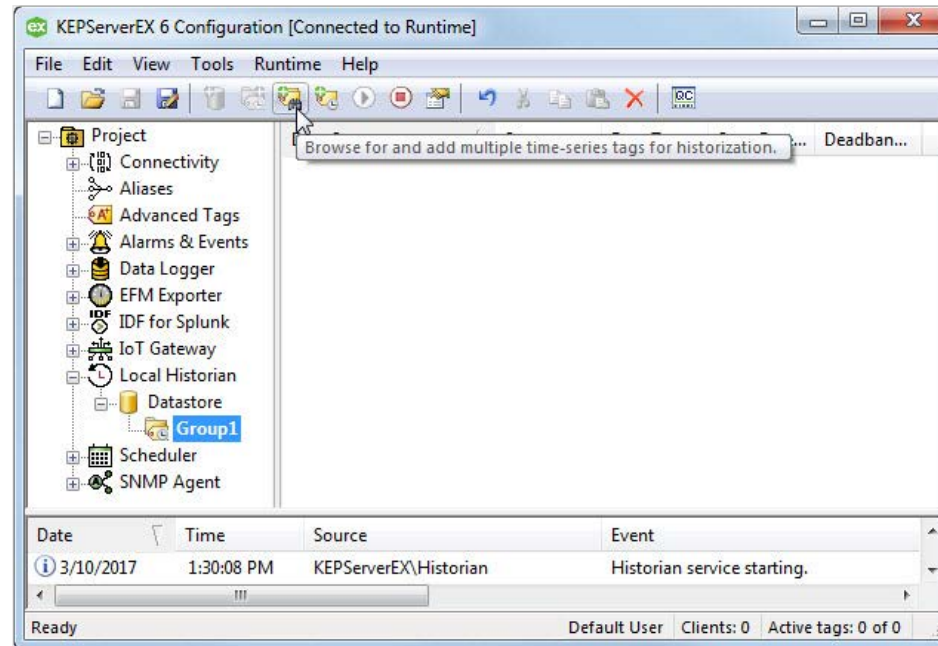 ex KEPServerEX 6 Configuration [Connected to Runtime]
File Edit View Tools Runtime Help
QC
Project
Browse for and add multiple time-series tags for historization. ... Deadban...
Connectivity
Aliases
A+ Advanced Tags
Alarms & Events
Data Logger
EFM Exporter
IDF IDF for Splunk
IoT Gateway
Local Historian
Datastore
Group1
Scheduler
SNMP Agent
Date Time Source Event
3/10/2017 1:30:08 PM KEPServerEX\Historian Historian service starting.
Ready Default User Clients: 0 Active tags: 0 of 0